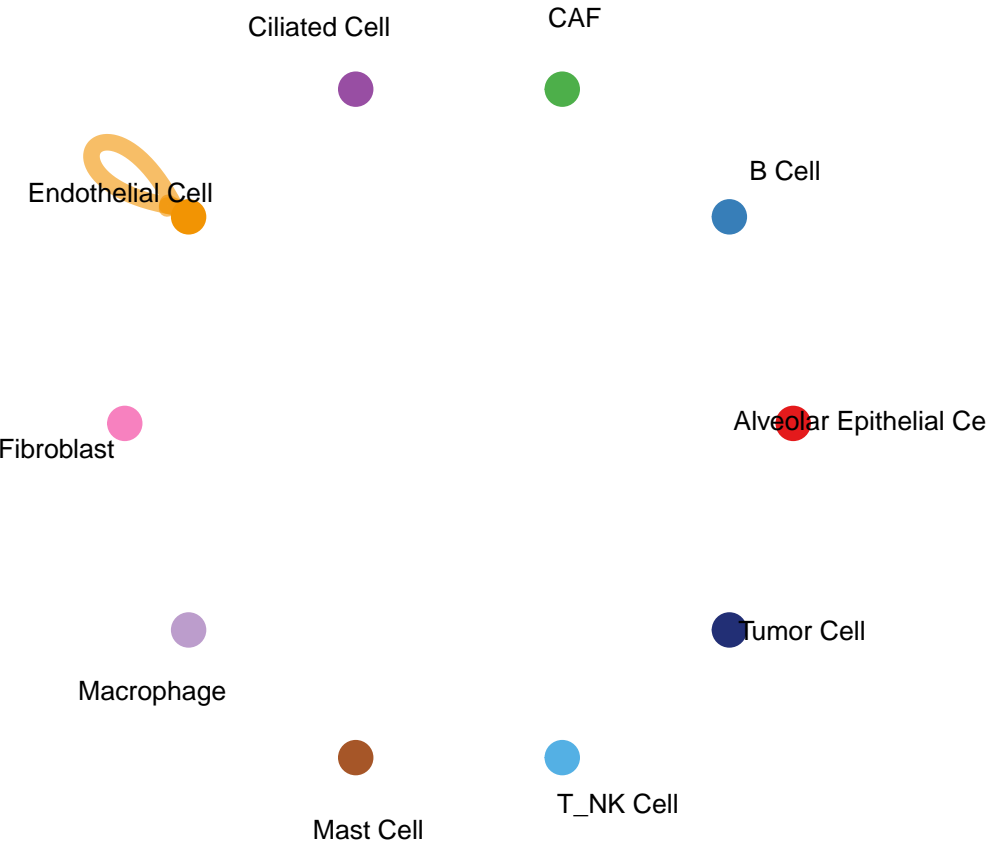 CAF
Ciliated Cell
B Cell
Endothelial Cell
Alveolar Epithelial Ce
Fibroblast
Tumor Cell
Macrophage
T_NK Cell
Mast Cell